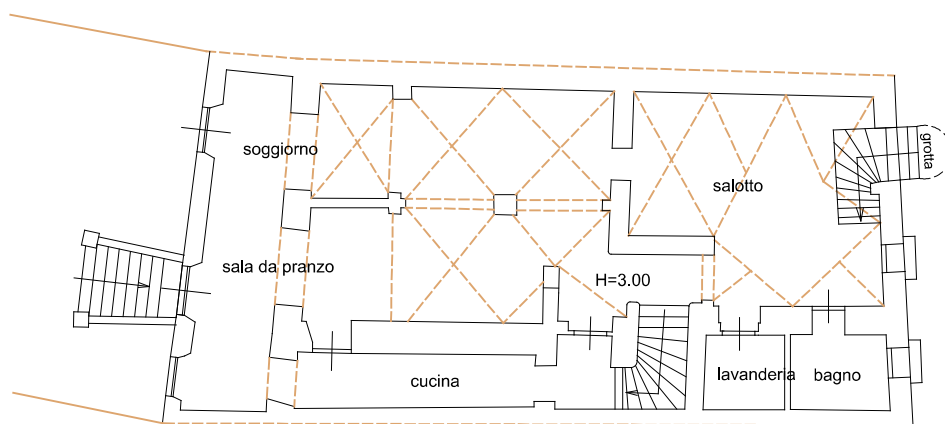 grotta
soggiorno
salotto
sala da pranzo
H=3.00
cucina
lavanderia
bagno